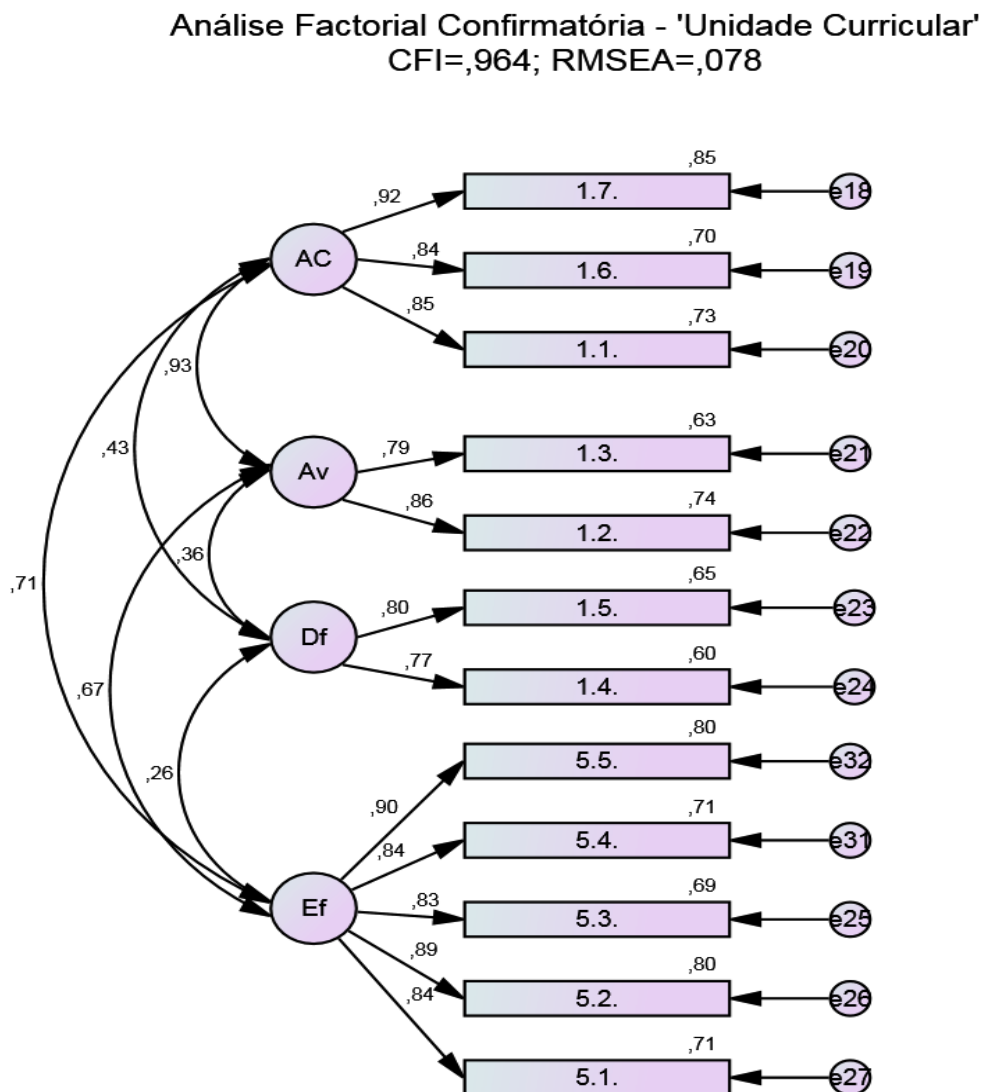 Análise Factorial Confirmatória - 'Unidade Curricular'
CFI=,964; RMSEA=,078
,85
,92
1.7.
e18
,70
AC
,84
1.6.
e19
,85
,73
1.1.
e20
,93
,63
,43
,79
1.3.
e21
Av
,86
,74
1.2.
e22
,36
,65
,71
,80
1.5.
e23
Df
,77
,60
1.4.
e24
,67
,80
5.5.
e32
,26
,90
,71
,84
5.4.
e31
,69
Ef
,83
5.3.
e25
,89
,80
5.2.
e26
,84
,71
5.1.
e27